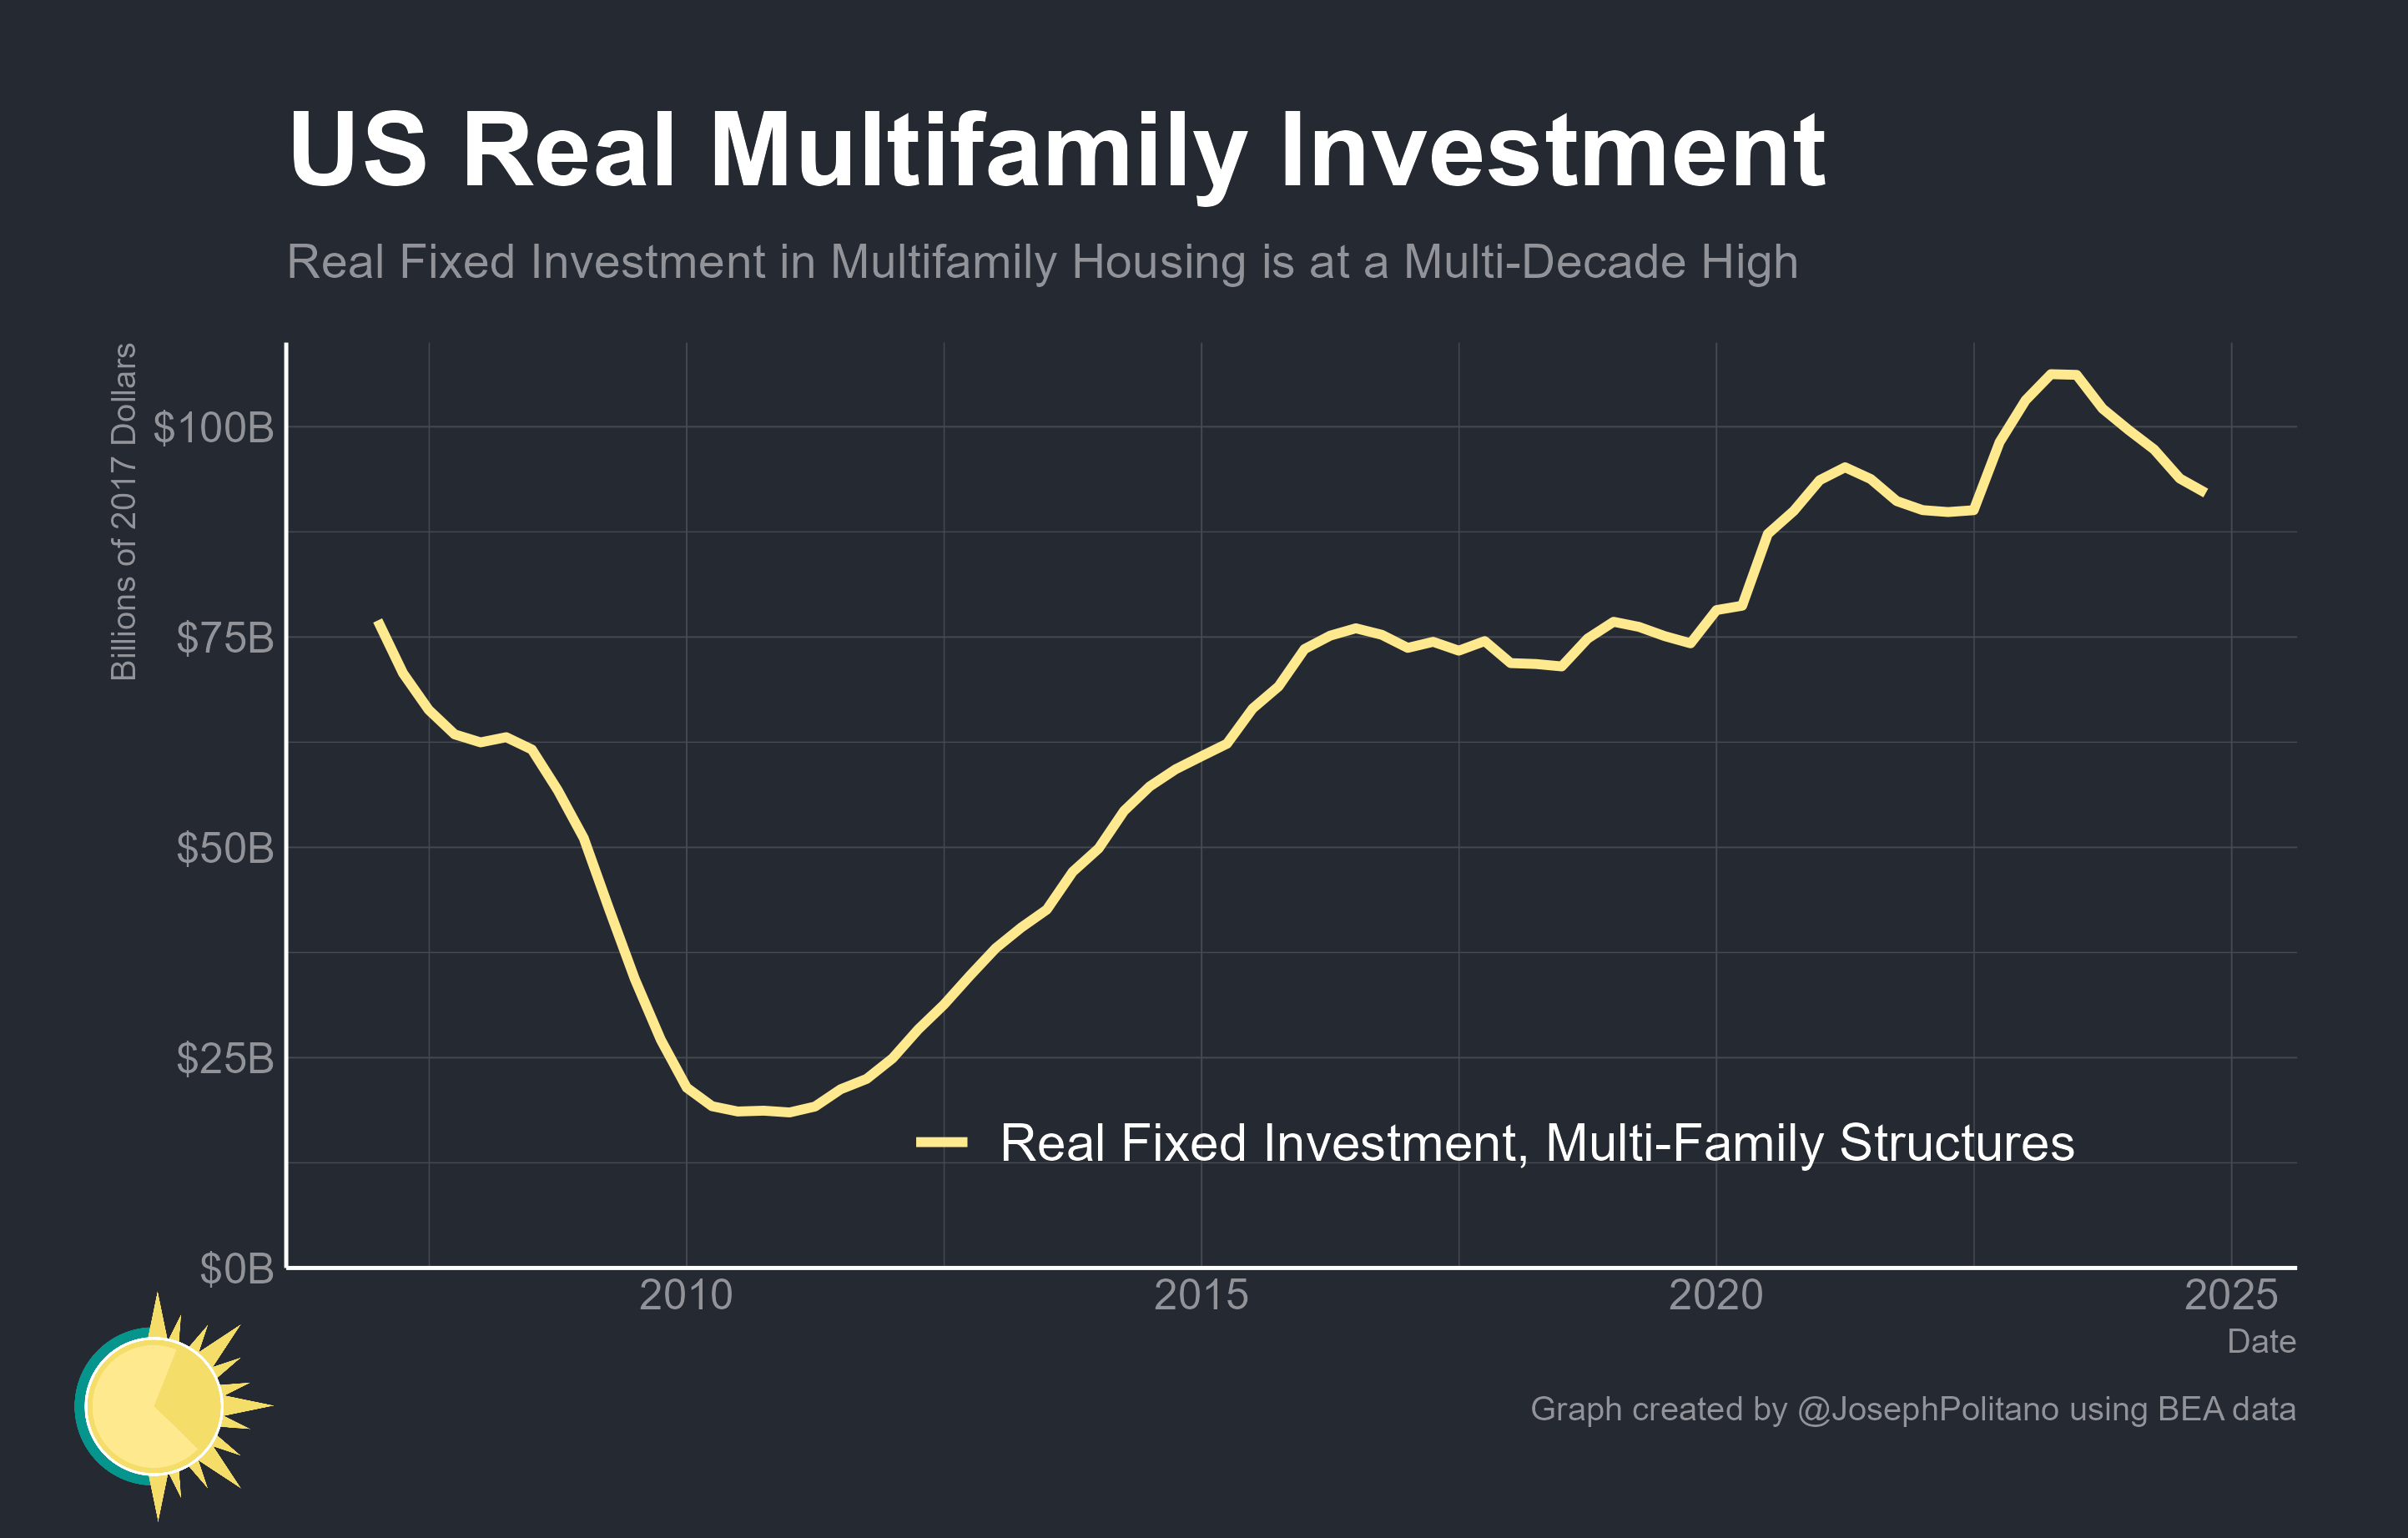 US Real Multifamily Investment
Real Fixed Investment in Multifamily Housing is at a Multi-Decade High
Billions of 2017 Dollars
$100B
$75B
$50B
$25B
$0B
Real Fixed Investment, Multi-Family Structures
2010
2015
2020
2025
Date
Graph created by @JosephPolitano using BEA data